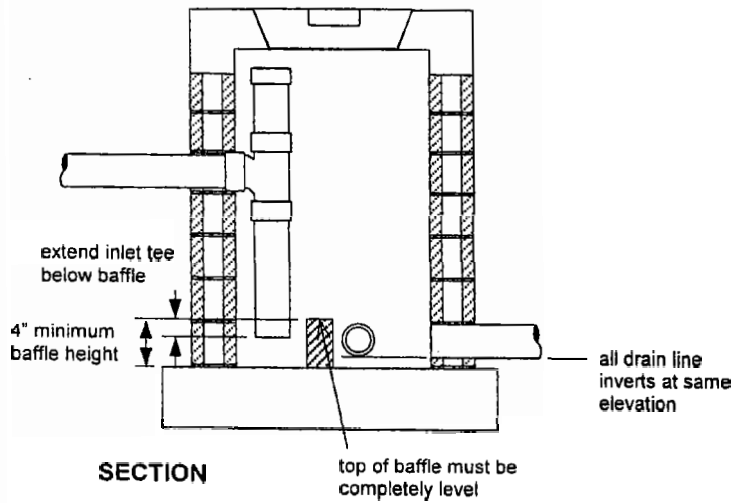 extend inlet tee
below baffle
4" minimum
baffle height
all drain line
inverts at same
elevation
SECTION
top of baffle must be
completely level